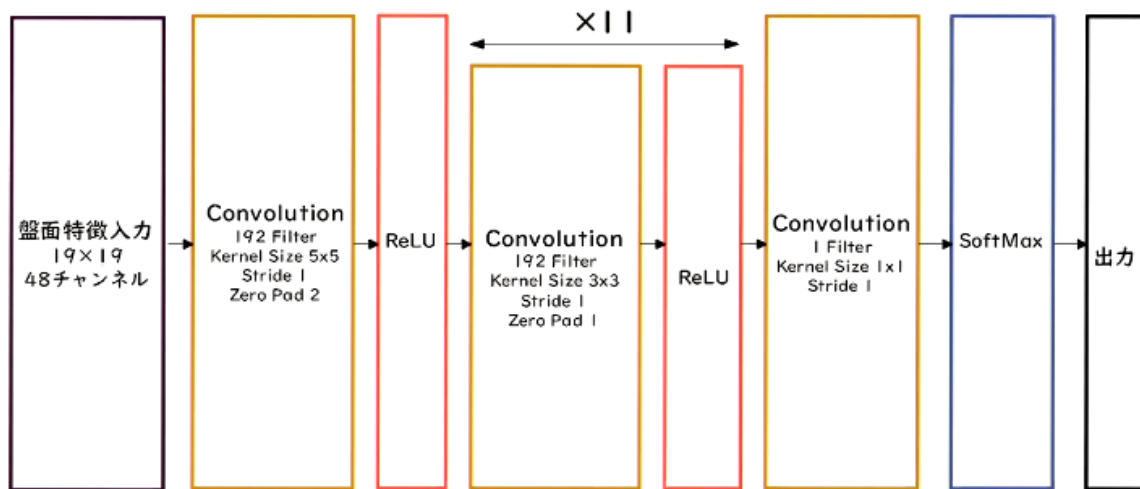 ×11
盤面特徴入力
19×19
48チャンネル
Convolution
192 Filter
Kernel Size 5x5
Stride 1
Zero Pad 2
ReLU
Convolution
192 Filter
Kernel Size 3x3
Stride 1
Zero Pad 1
ReLU
Convolution
1 Filter
Kernel Size 1x1
Stride 1
SoftMax
出力